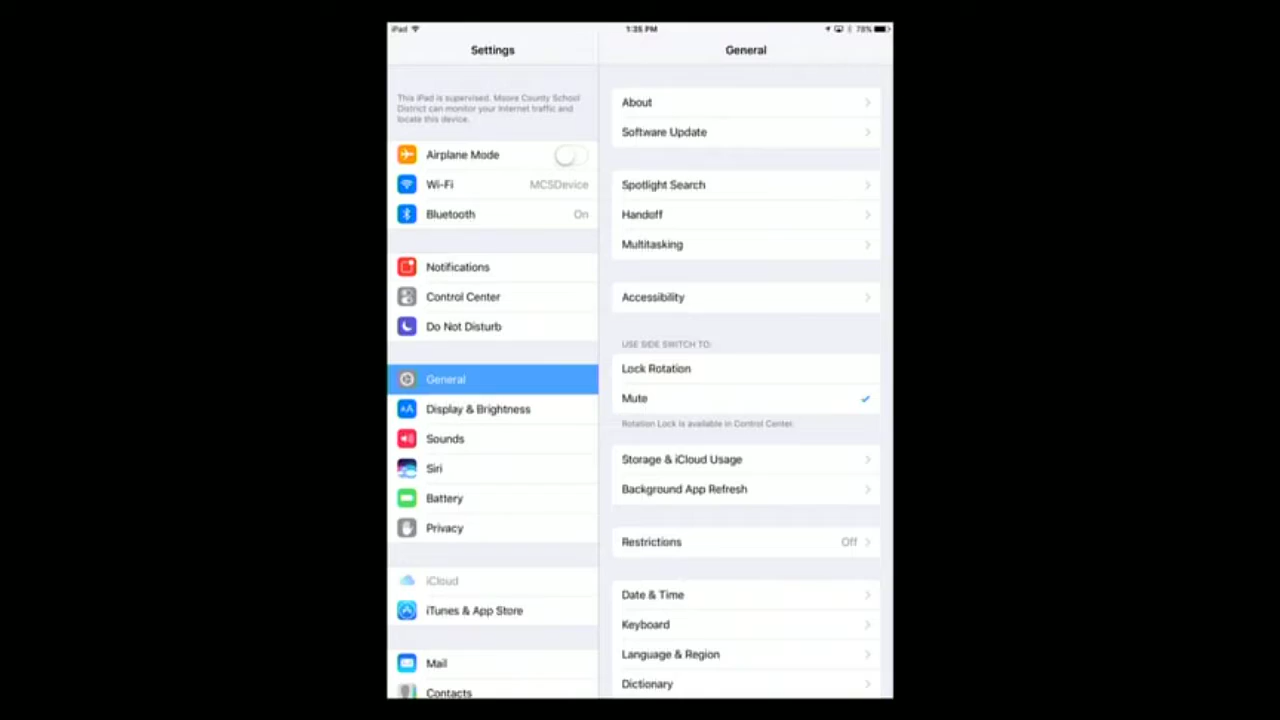 iPad
1:35 PM
78%
Settings
General
This iPad is supervised. Moore County School
District can monitor your Internet traffic and
locate this device.
Airplane Mode
Wi-Fi MCSDevice
Bluetooth On
Notifications
Control Center
Do Not Disturb
General
Display & Brightness
Sounds
Siri
Battery
Privacy
iCloud
iTunes & App Store
Mail
Contacts
About
Software Update
Spotlight Search
Handoff
Multitasking
Accessibility
USE SIDE SWITCH TO:
Lock Rotation
Mute
Rotation Lock is available in Control Center.
Storage & iCloud Usage
Background App Refresh
Restrictions Off
Date & Time
Keyboard
Language & Region
Dictionary